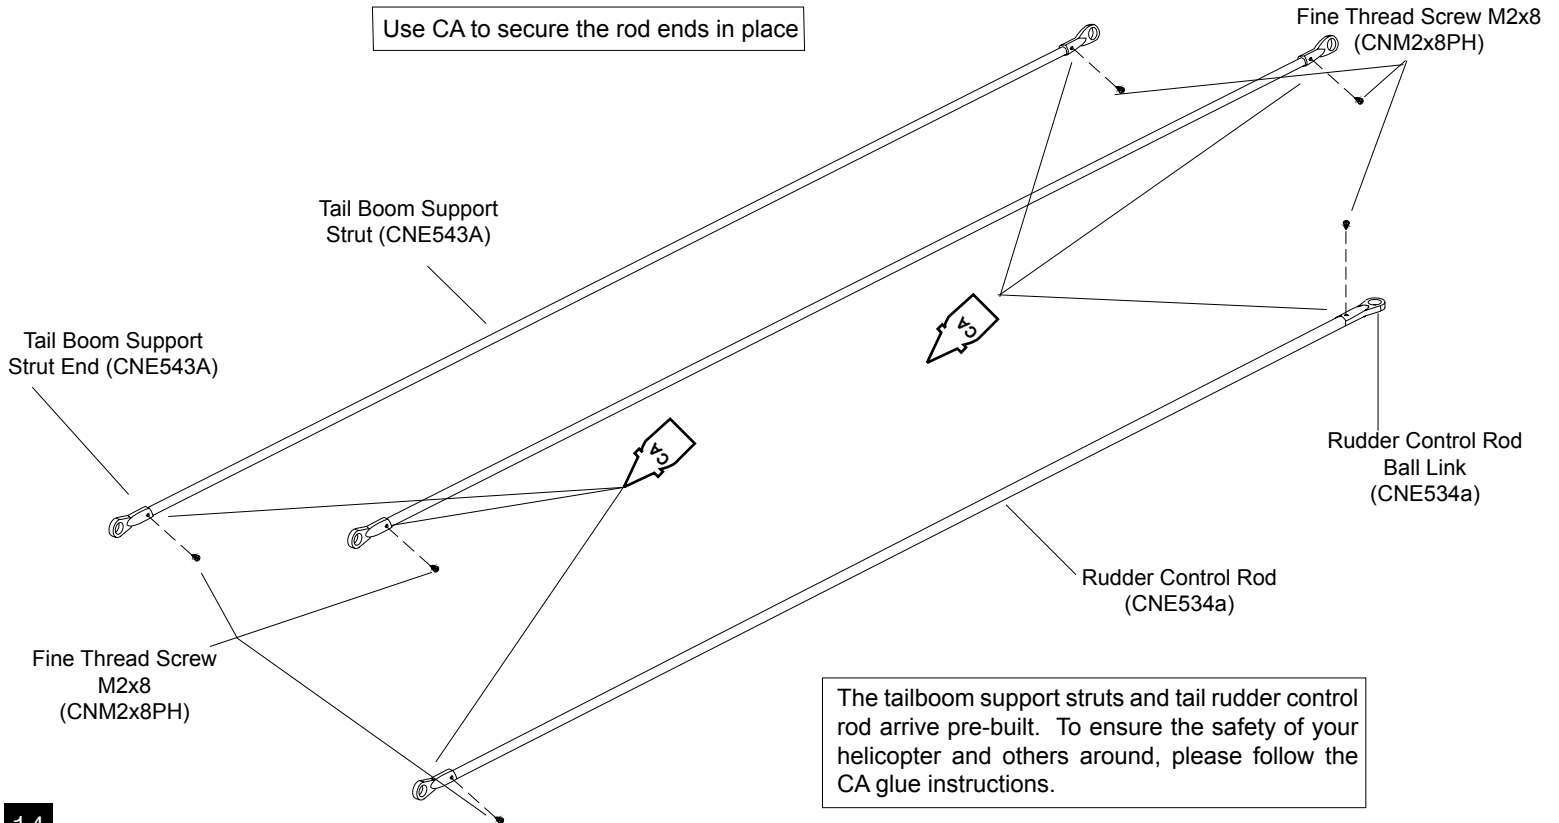 Use CA to secure the rod ends in place
Fine Thread Screw M2x8
(CNM2x8PH)
Tail Boom Support
Strut (CNE543A)
Tail Boom Support
Strut End (CNE543A)
CA
CA
Rudder Control Rod
Ball Link
(CNE534a)
Rudder Control Rod
(CNE534a)
Fine Thread Screw
M2x8
(CNM2x8PH)
The tailboom support struts and tail rudder control
rod arrive pre-built. To ensure the safety of your
helicopter and others around, please follow the
CA glue instructions.
14